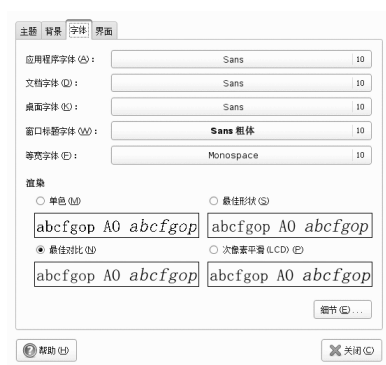 主题 背景 字体 界面
应用程序字体(A): Sans 10
文档字体(D): Sans 10
桌面字体(K): Sans 10
窗口标题字体(W): Sans 粗体 10
等宽字体(F): Monospace 10
渲染
单色(M) 最佳形状(S)
abcfgop AO abcfgop abcfgop AO abcfgop
最佳对比(N) 次像素平滑(LCD)(P)
abcfgop AO abcfgop abcfgop AO abcfgop
细节(E)...
帮助(H) 关闭(C)